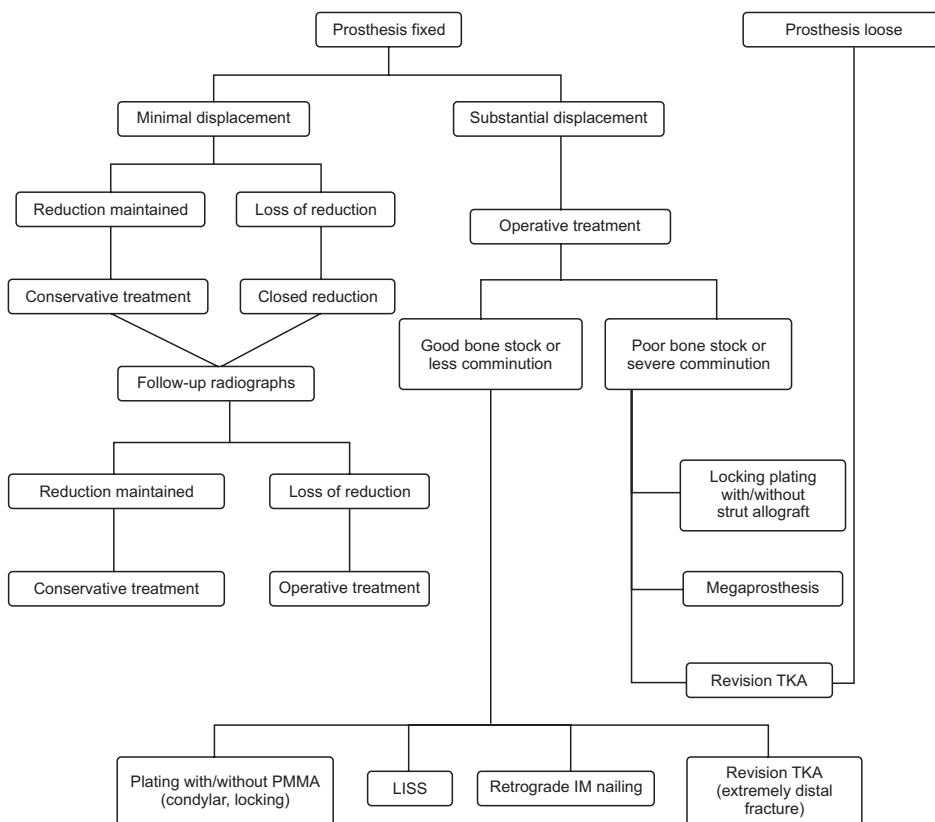 Prosthesis fixed
Prosthesis loose
Minimal displacement
Substantial displacement
Reduction maintained
Loss of reduction
Operative treatment
Conservative treatment
Closed reduction
Good bone stock or
less comminution
Poor bone stock or
severe comminution
Follow-up radiographs
Reduction maintained
Loss of reduction
Locking plating
with/without
strut allograft
Conservative treatment
Operative treatment
Megaprosthesis
Revision TKA
Plating with/without PMMA
(condylar, locking)
LISS
Retrograde IM nailing
Revision TKA
(extremely distal
fracture)